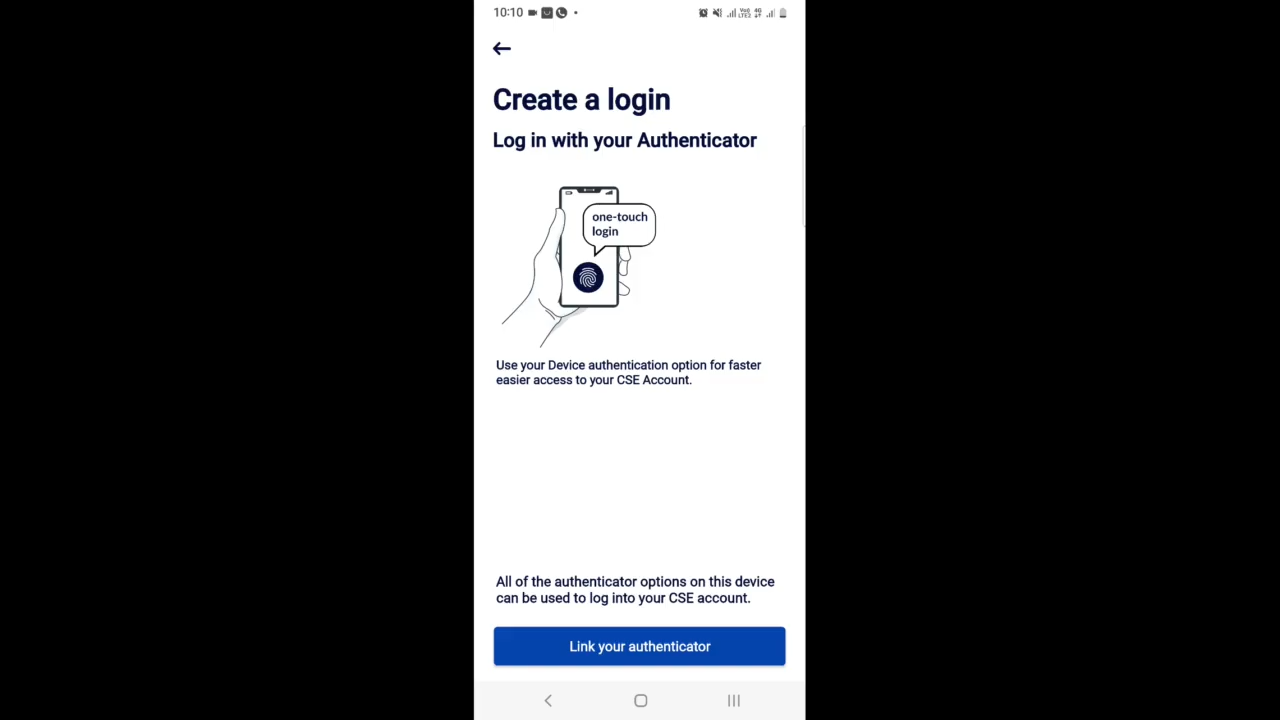 10:10
Create a login
Log in with your Authenticator
one-touch
login
Use your Device authentication option for faster
easier access to your CSE Account.
All of the authenticator options on this device
can be used to log into your CSE account.
Link your authenticator